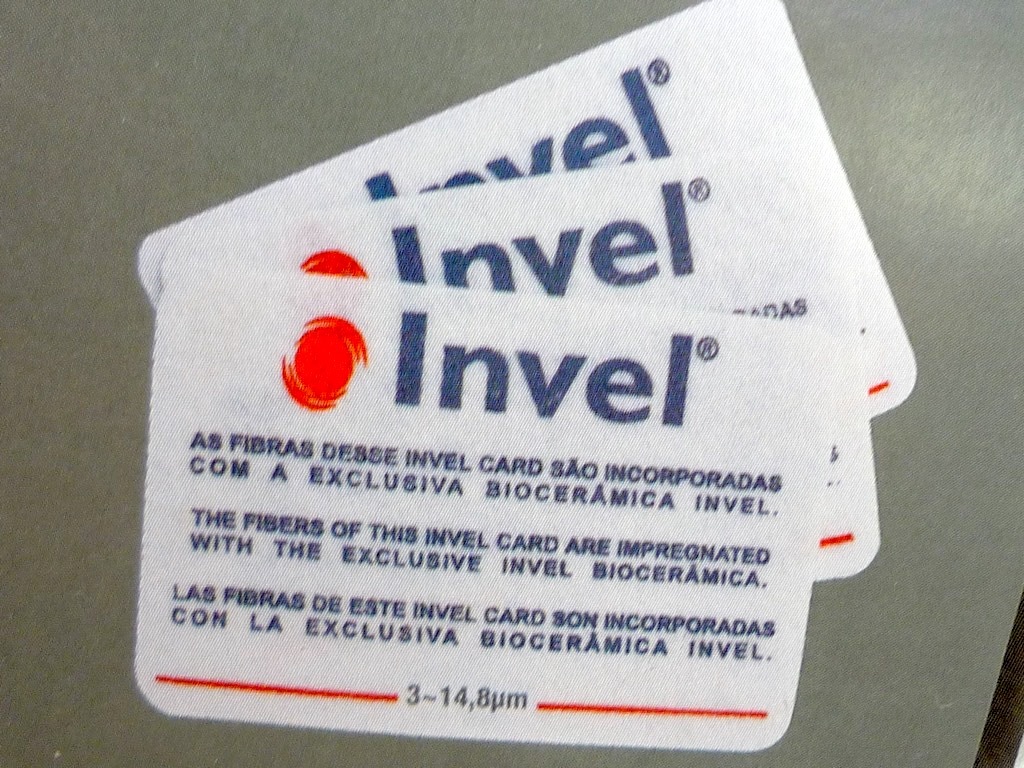 Invel®
Invel®
Invel®
AS FIBRAS DESSE INVEL CARD SÃO INCORPORADAS
COM A EXCLUSIVA BIOCERÂMICA INVEL.
THE FIBERS OF THIS INVEL CARD ARE IMPREGNATED
WITH THE EXCLUSIVE INVEL BIOCERÂMICA.
LAS FIBRAS DE ESTE INVEL CARD SON INCORPORADAS
CON LA EXCLUSIVA BIOCERÂMICA INVEL.
3~14,8µm